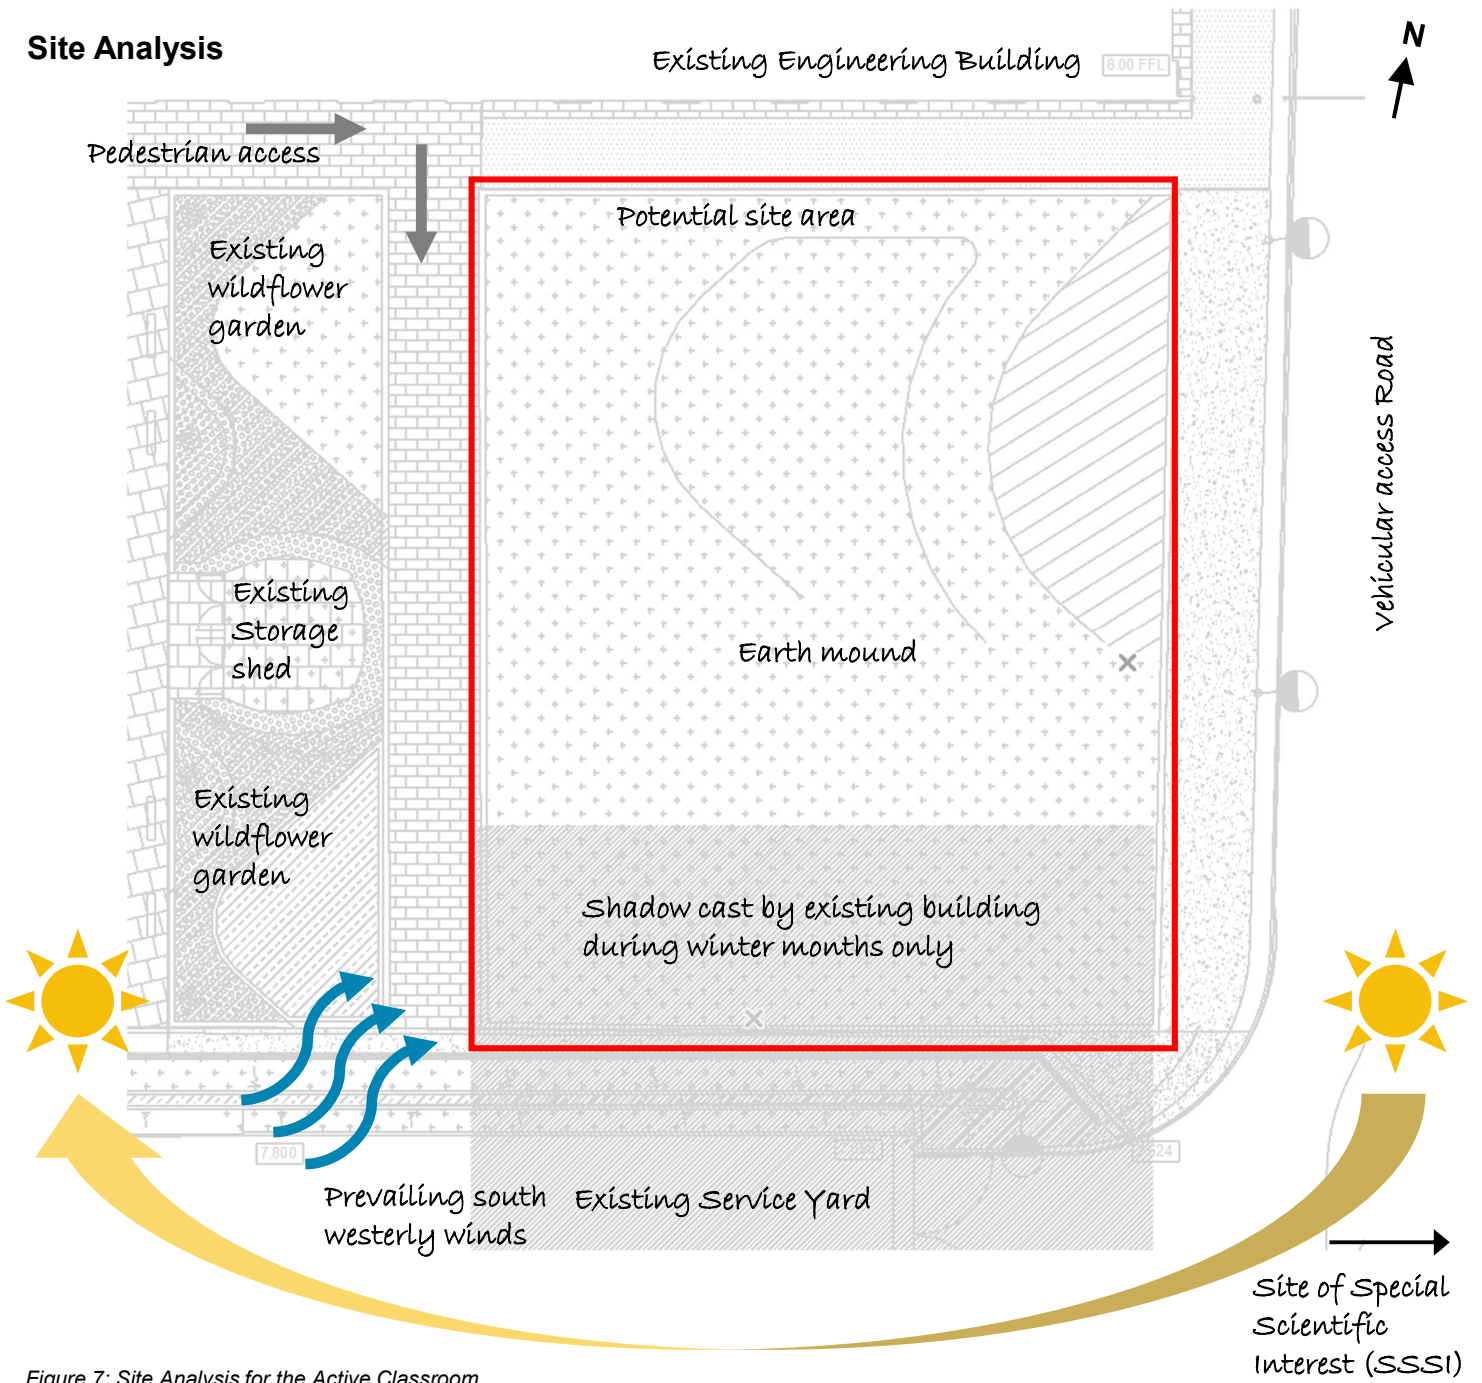 Site Analysis
N
Existing Engineering Building
8.00 FFL
Pedestrian access
Potential site area
Existing
wildflower
garden
Vehicular access Road
Existing
Storage
shed
Earth mound
Existing
wildflower
garden
Shadow cast by existing building
during winter months only
7.800
Prevailing south
westerly winds
Existing Service Yard
Site of Special
Scientific
Interest (SSSI)
Figure 7: Site Analysis for the Active Classroom